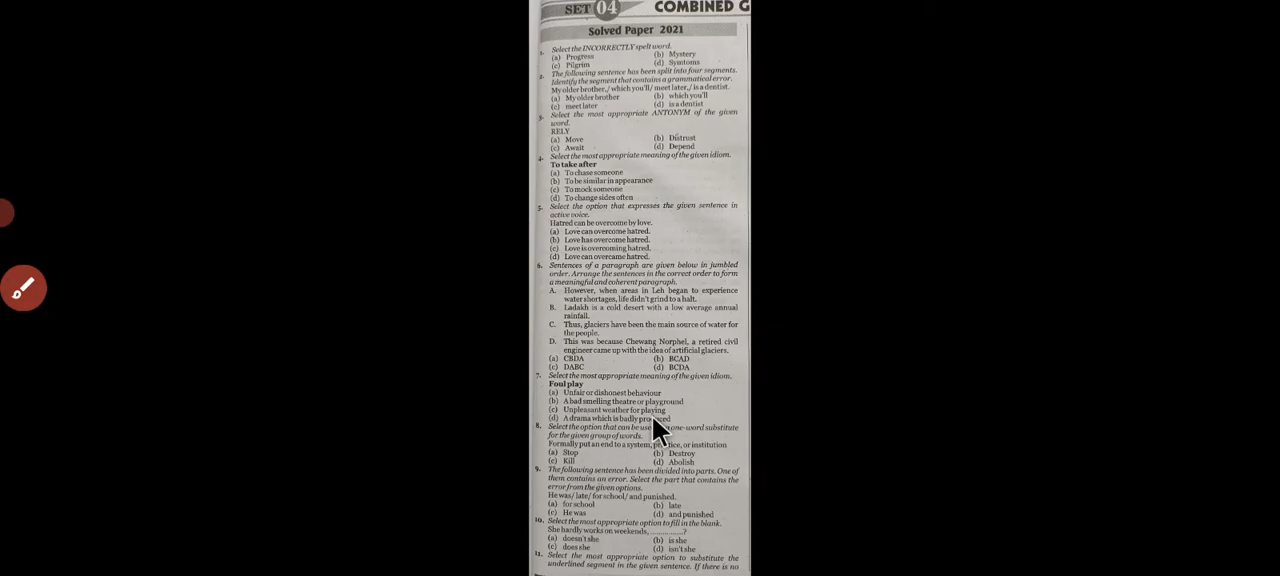 SET 04
COMBINED G
Solved Paper 2021
1. Select the INCORRECTLY spelt word.
(a) Progress (b) Mystery
(c) Pilgrim (d) Symtoms
2. The following sentence has been split into four segments.
Identify the segment that contains a grammatical error.
My older brother,/ which you'll/ meet later,/ is a dentist.
(a) My older brother (b) which you'll
(c) meet later (d) is a dentist
3. Select the most appropriate ANTONYM of the given
word.
RELY
(a) Move (b) Distrust
(c) Await (d) Depend
4. Select the most appropriate meaning of the given idiom.
To take after
(a) To chase someone
(b) To be similar in appearance
(c) To mock someone
(d) To change sides often
5. Select the option that expresses the given sentence in
active voice.
Hatred can be overcome by love.
(a) Love can overcome hatred.
(b) Love has overcome hatred.
(c) Love is overcoming hatred.
(d) Love can overcame hatred.
6. Sentences of a paragraph are given below in jumbled
order. Arrange the sentences in the correct order to form
a meaningful and coherent paragraph.
A. However, when areas in Leh began to experience
water shortages, life didn't grind to a halt.
B. Ladakh is a cold desert with a low average annual
rainfall.
C. Thus, glaciers have been the main source of water for
the people.
D. This was because Chewang Norphel, a retired civil
engineer came up with the idea of artificial glaciers.
(a) CBDA (b) BCAD
(c) DABC (d) BCDA
7. Select the most appropriate meaning of the given idiom.
Foul play
(a) Unfair or dishonest behaviour
(b) A bad smelling theatre or playground
(c) Unpleasant weather for playing
(d) A drama which is badly produced
8. Select the option that can be one-word substitute
for the given group of words.
Formally put an end to a system, practice, or institution
(a) Stop (b) Destroy
(c) Kill (d) Abolish
9. The following sentence has been divided into parts. One of
them contains an error. Select the part that contains the
error from the given options.
He was/ late/ for school/ and punished.
(a) for school (b) late
(c) He was (d) and punished
10. Select the most appropriate option to fill in the blank.
She hardly works on weekends, ..............?
(a) doesn't she (b) is she
(c) does she (d) isn't she
11. Select the most appropriate option to substitute the
underlined segment in the given sentence. If there is no